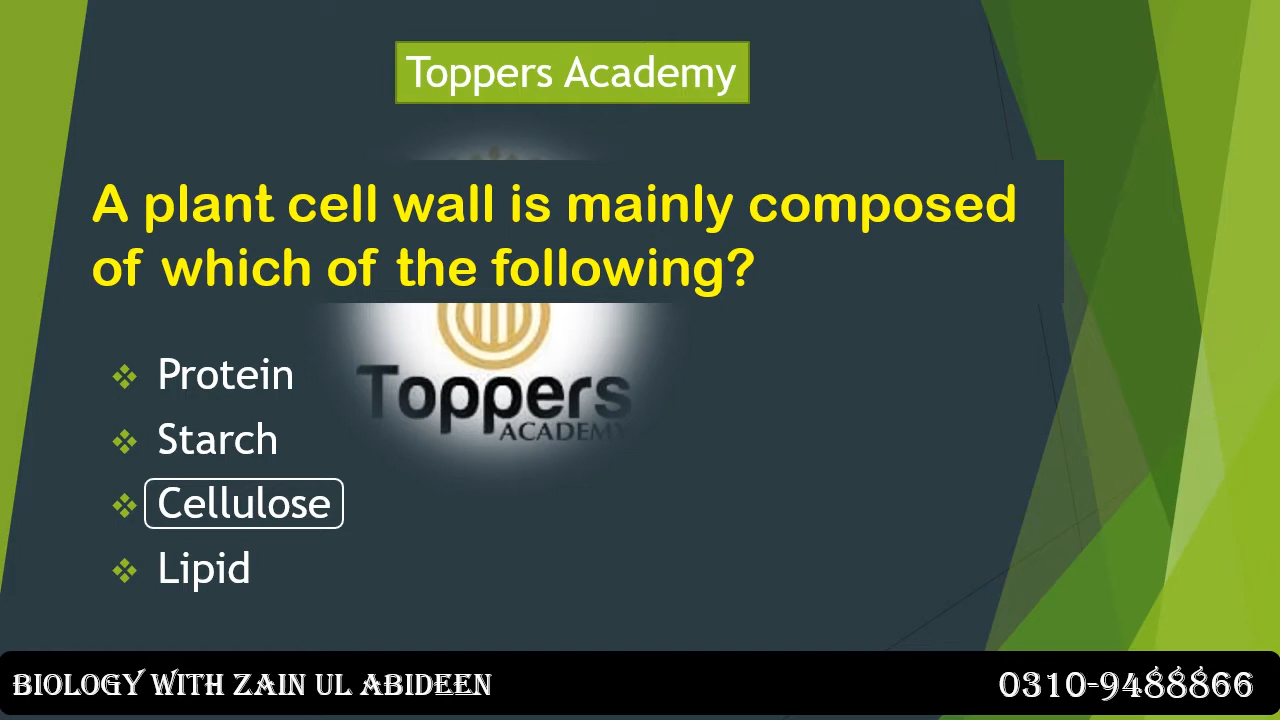 Toppers Academy
A plant cell wall is mainly composed
of which of the following?
Protein
Toppers
Starch
ACADEMY
Cellulose
Lipid
BIOLOGY WITH ZAIN UL ABIDEEN
0310-9488866